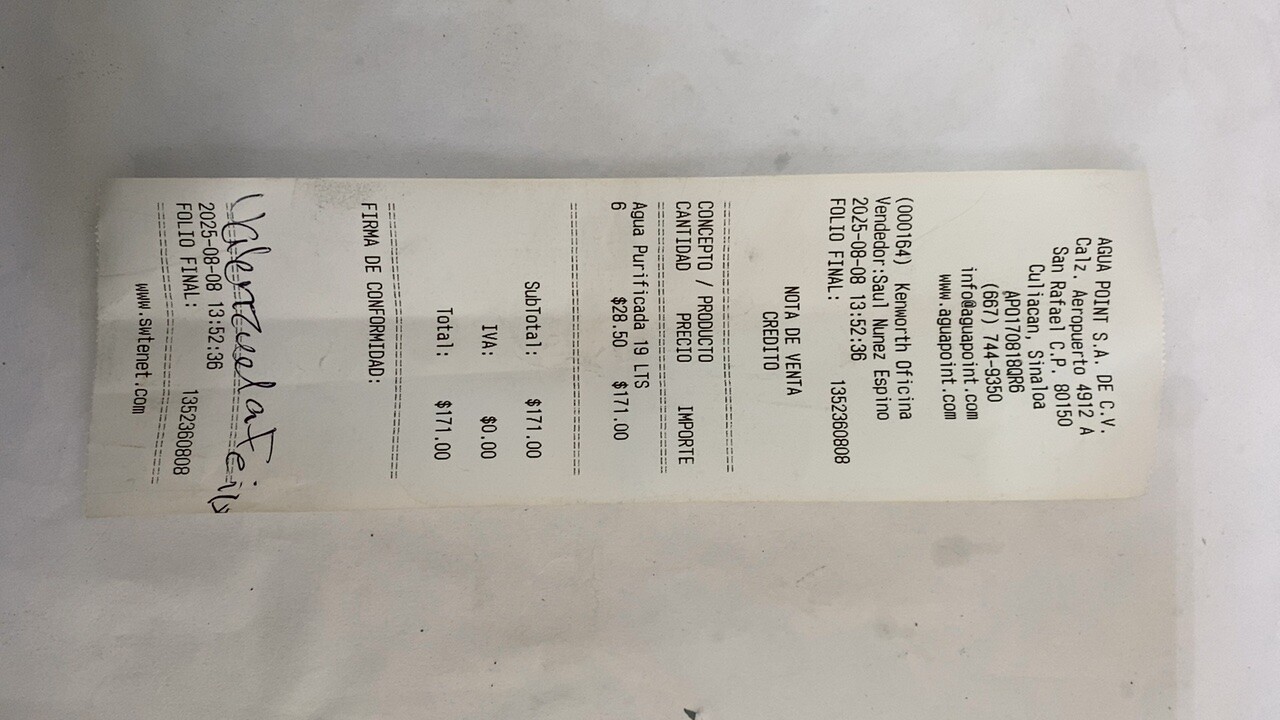 AGUA POINT S.A. DE C.V.
Calz. Aeropuerto 4912 A
San Rafael C.P. 80150
Culiacan, Sinaloa
APO170818QR6
(667) 744-9350
info@aguapoint.com
www.aguapoint.com
(000164) Kenworth Oficina
Vendedor:Saul Nunez Espino
2025-08-08 13:52:36
FOLIO FINAL: 1352360808
NOTA DE VENTA
CREDITO
CONCEPTO / PRODUCTO
CANTIDAD PRECIO IMPORTE
Agua Purificada 19 LTS
6 $28.50 $171.00
SubTotal: $171.00
IVA: $0.00
Total: $171.00
FIRMA DE CONFORMIDAD:
2025-08-08 13:52:36
FOLIO FINAL: 1352360808
www.swtenet.com